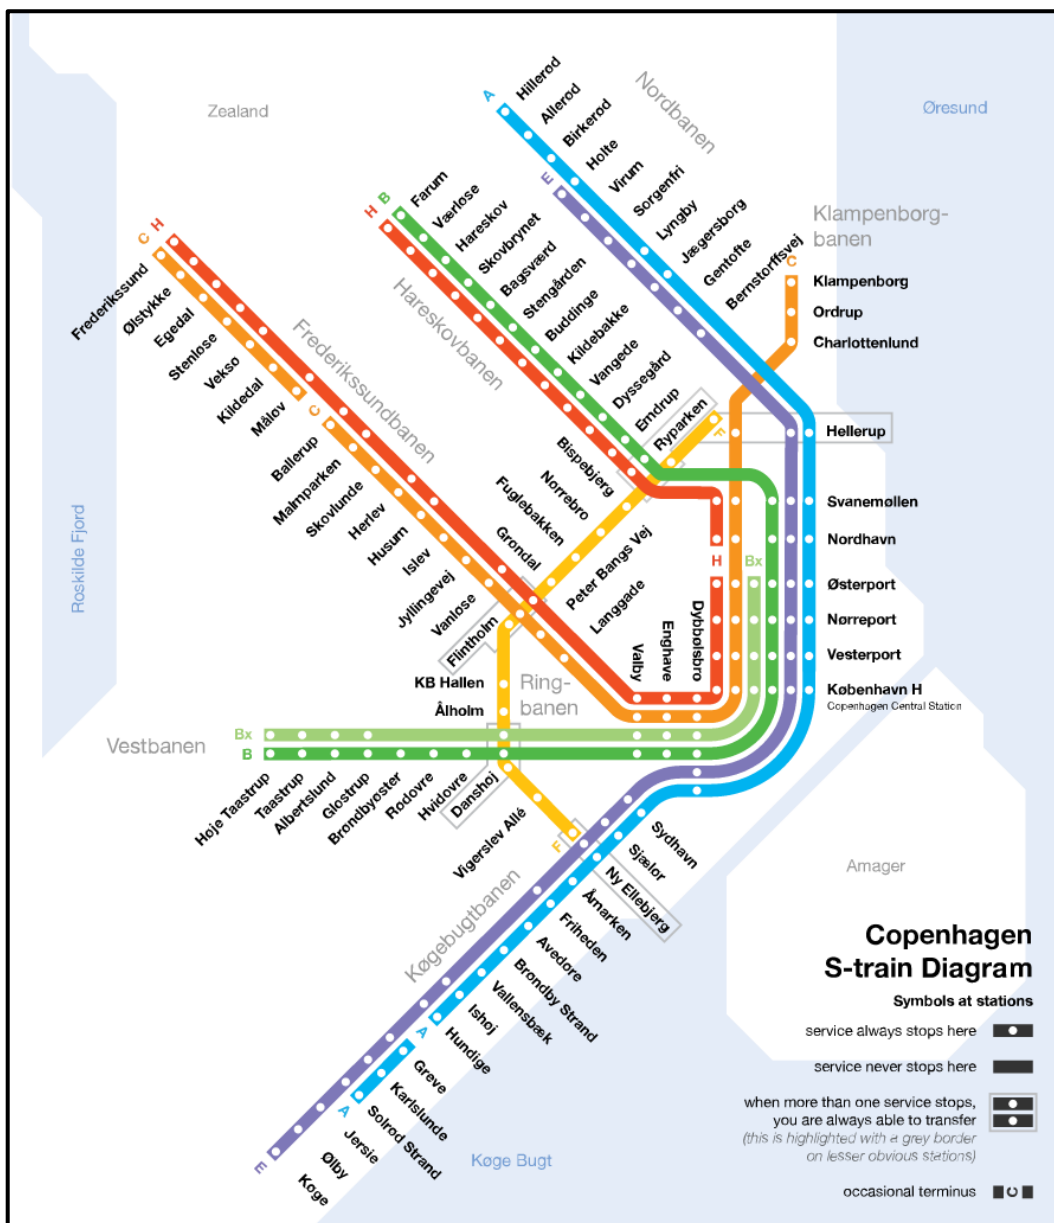 Zealand
Øresund
Roskilde Fjord
Køge Bugt
Amager
Nordbanen
A
Hillerød
Allerød
Birkerød
Holte
Virum
Sorgenfri
Lyngby
Jægersborg
Gentofte
Bernstorffsvej
E
Klampenborg-
banen
C
Klampenborg
Ordrup
Charlottenlund
Hellerup
Svanemøllen
Nordhavn
Østerport
Nørreport
Vesterport
København H
Copenhagen Central Station
H
B
Farum
Værløse
Hareskov
Skovbrynet
Bagsværd
Stengården
Buddinge
Kildebakke
Vangede
Dyssegård
Emdrup
Ryparken
Hareskovbanen
F
Bispebjerg
Nørrebro
Fuglebakken
Grøndal
Flintholm
KB Hallen
Ålholm
Danshøj
Vigerslev Allé
F
Ring-
banen
H
Bx
C
H
Frederikssund
Ølstykke
Egedal
Stenløse
Veksø
Kildedal
Måløv
C
Ballerup
Malmparken
Skovlunde
Herlev
Husum
Islev
Jyllingevej
Vanløse
Frederikssundbanen
Peter Bangs Vej
Langgade
Valby
Enghave
Dybbølsbro
Vestbanen
Bx
B
Høje Taastrup
Taastrup
Albertslund
Glostrup
Brøndbyøster
Rødovre
Hvidovre
Køgebugtbanen
Sydhavn
Sjælør
Ny Ellebjerg
Åmarken
Friheden
Avedøre
Brøndby Strand
Vallensbæk
Ishøj
Hundige
A
Greve
Karlslunde
Solrød Strand
A
Jersie
Ølby
Køge
E
Copenhagen
S-train Diagram
Symbols at stations
service always stops here
service never stops here
when more than one service stops,
you are always able to transfer
(this is highlighted with a grey border
on lesser obvious stations)
occasional terminus
C